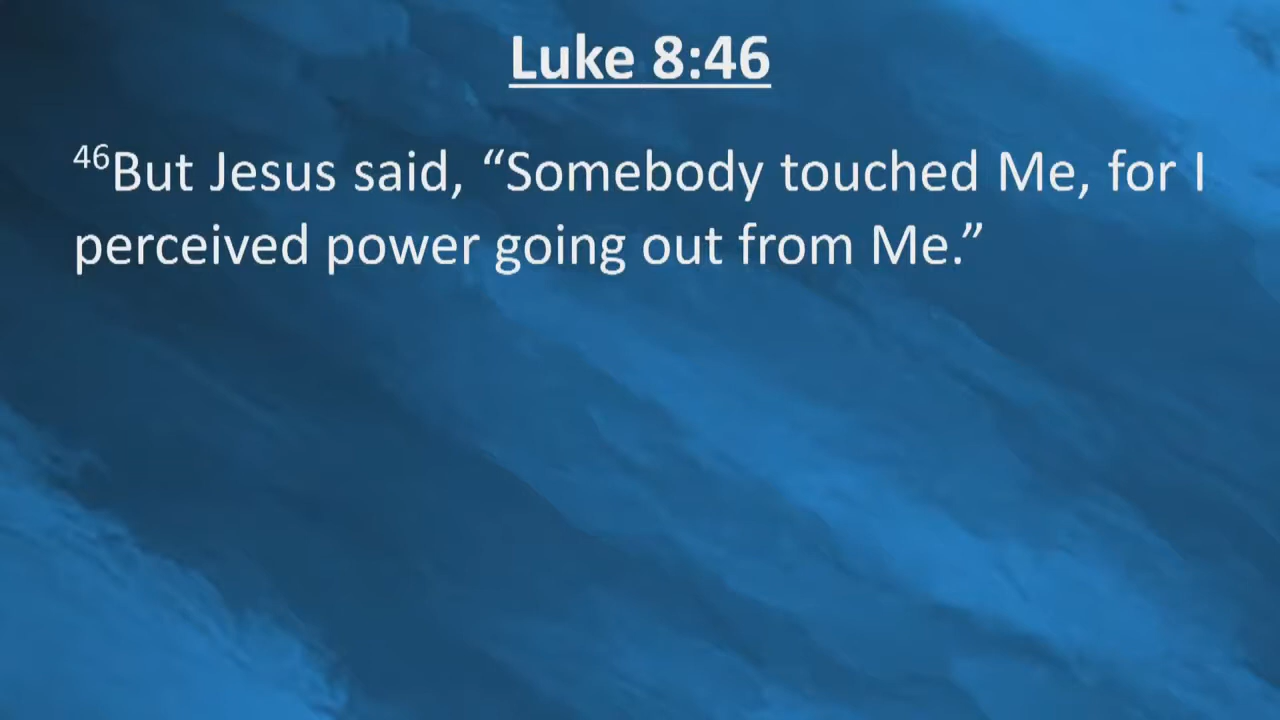 Luke 8:46
46But Jesus said, “Somebody touched Me, for I
perceived power going out from Me.”